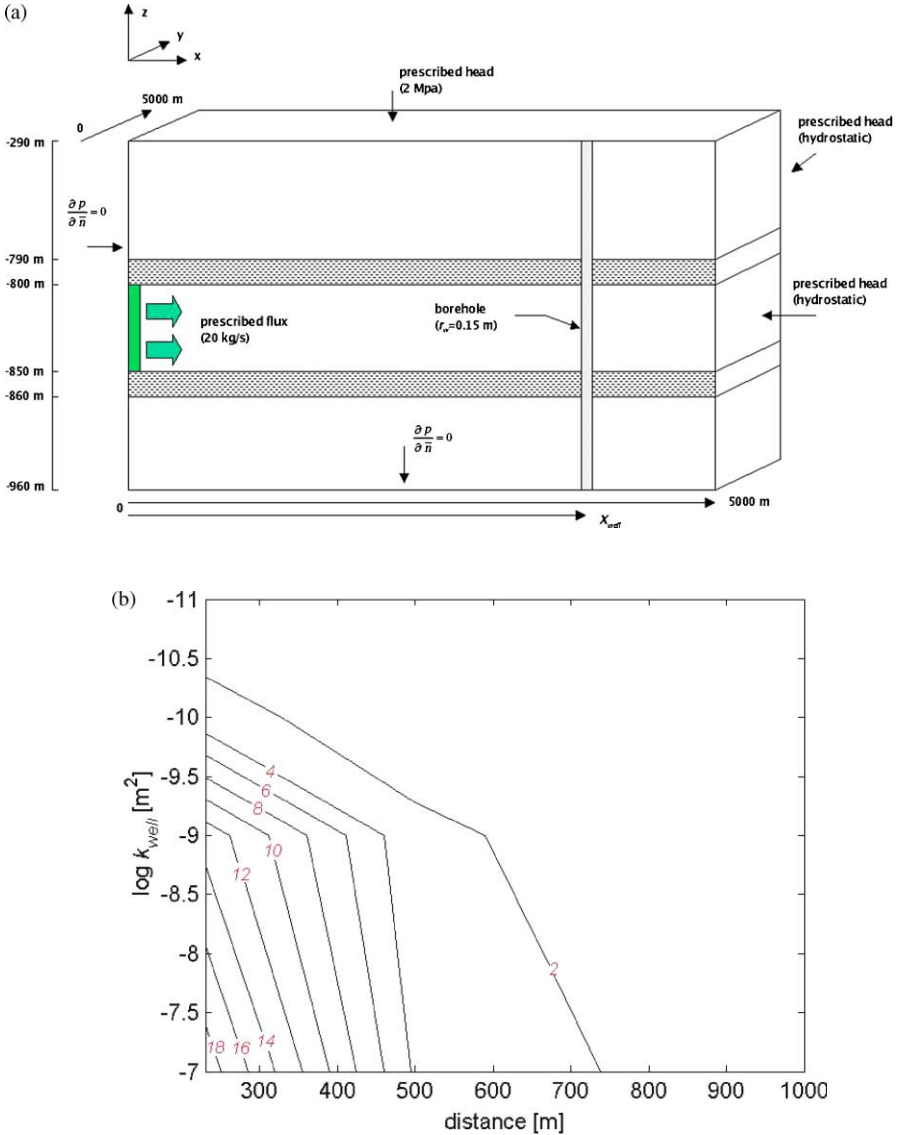 (a)
z
y
x
prescribed head
(2 Mpa)
5000 m
0
prescribed head
(hydrostatic)
-290 m
∂ p
∂ n̅ = 0
-790 m
-800 m
prescribed head
(hydrostatic)
borehole
(r_w=0.15 m)
prescribed flux
(20 kg/s)
-850 m
-860 m
∂ p
∂ n̅ = 0
-960 m
0
5000 m
X_well
(b)
-11
-10.5
-10
-9.5
-9
-8.5
-8
-7.5
-7
log k_well [m²]
4
6
8
10
12
2
14
16
18
300 400 500 600 700 800 900 1000
distance [m]